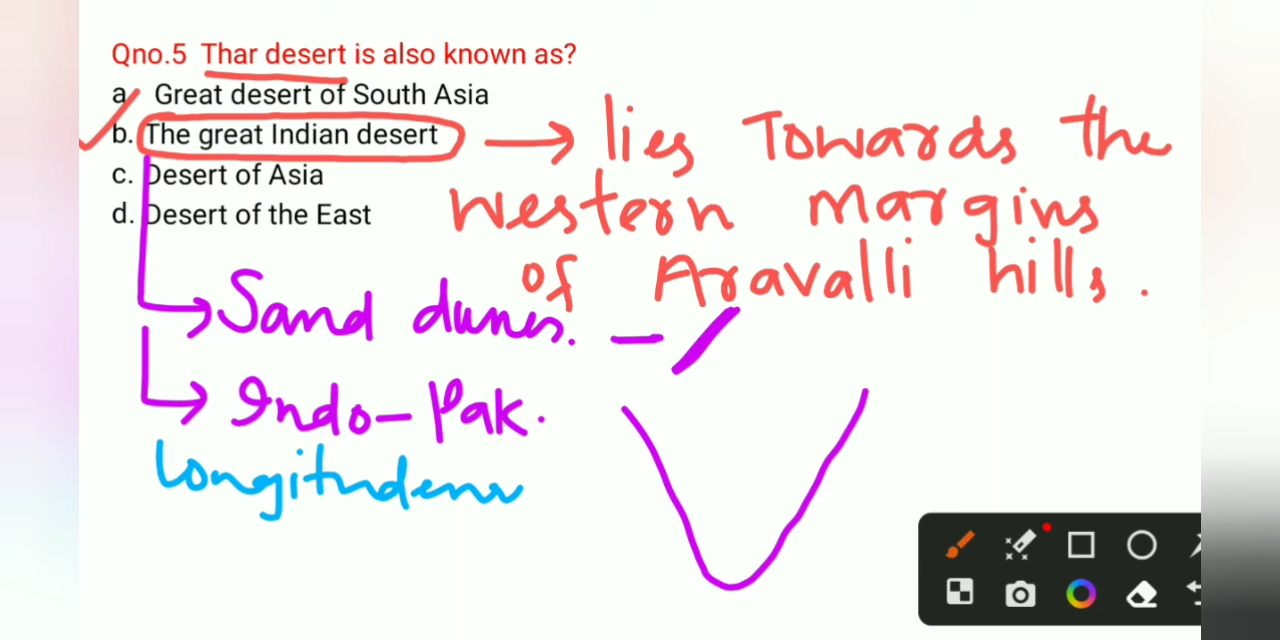 Qno.5 Thar desert is also known as?
a. Great desert of South Asia
b. The great Indian desert
c. Desert of Asia
d. Desert of the East
→ lies Towards the
western margins
of Aravalli hills.
→ Sand dunes. –
→ Indo-Pak.